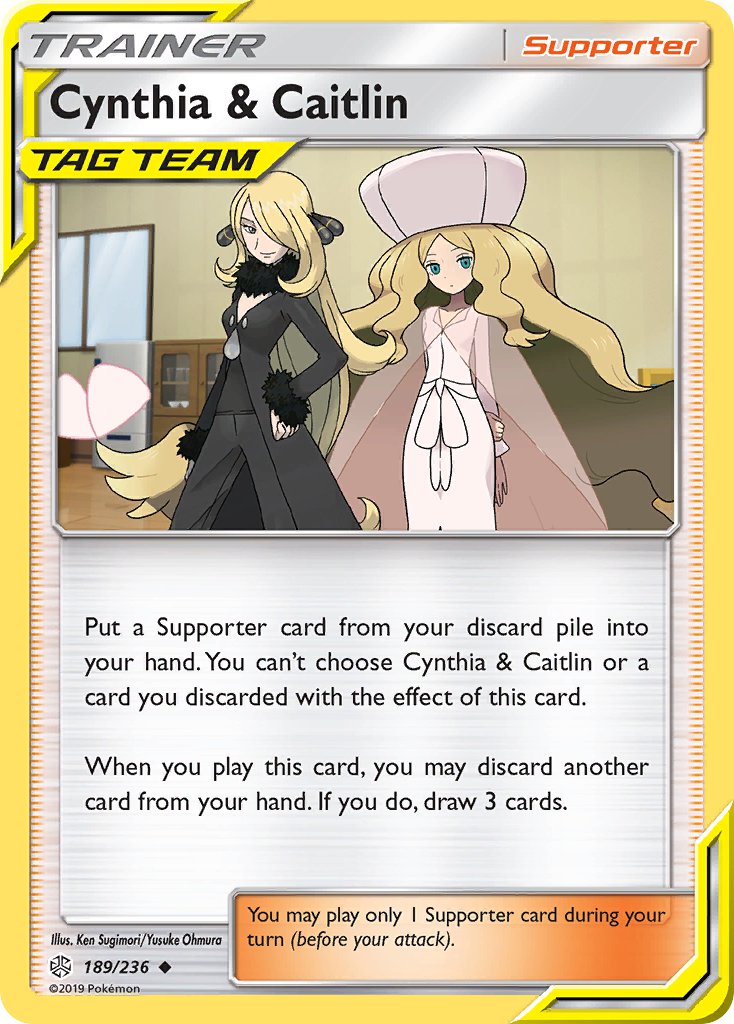 TRAINER
Supporter
Cynthia & Caitlin
TAG TEAM
Put a Supporter card from your discard pile into
your hand. You can't choose Cynthia & Caitlin or a
card you discarded with the effect of this card.
When you play this card, you may discard another
card from your hand. If you do, draw 3 cards.
You may play only 1 Supporter card during your
turn (before your attack).
Illus. Ken Sugimori/Yusuke Ohmura
189/236
©2019 Pokémon